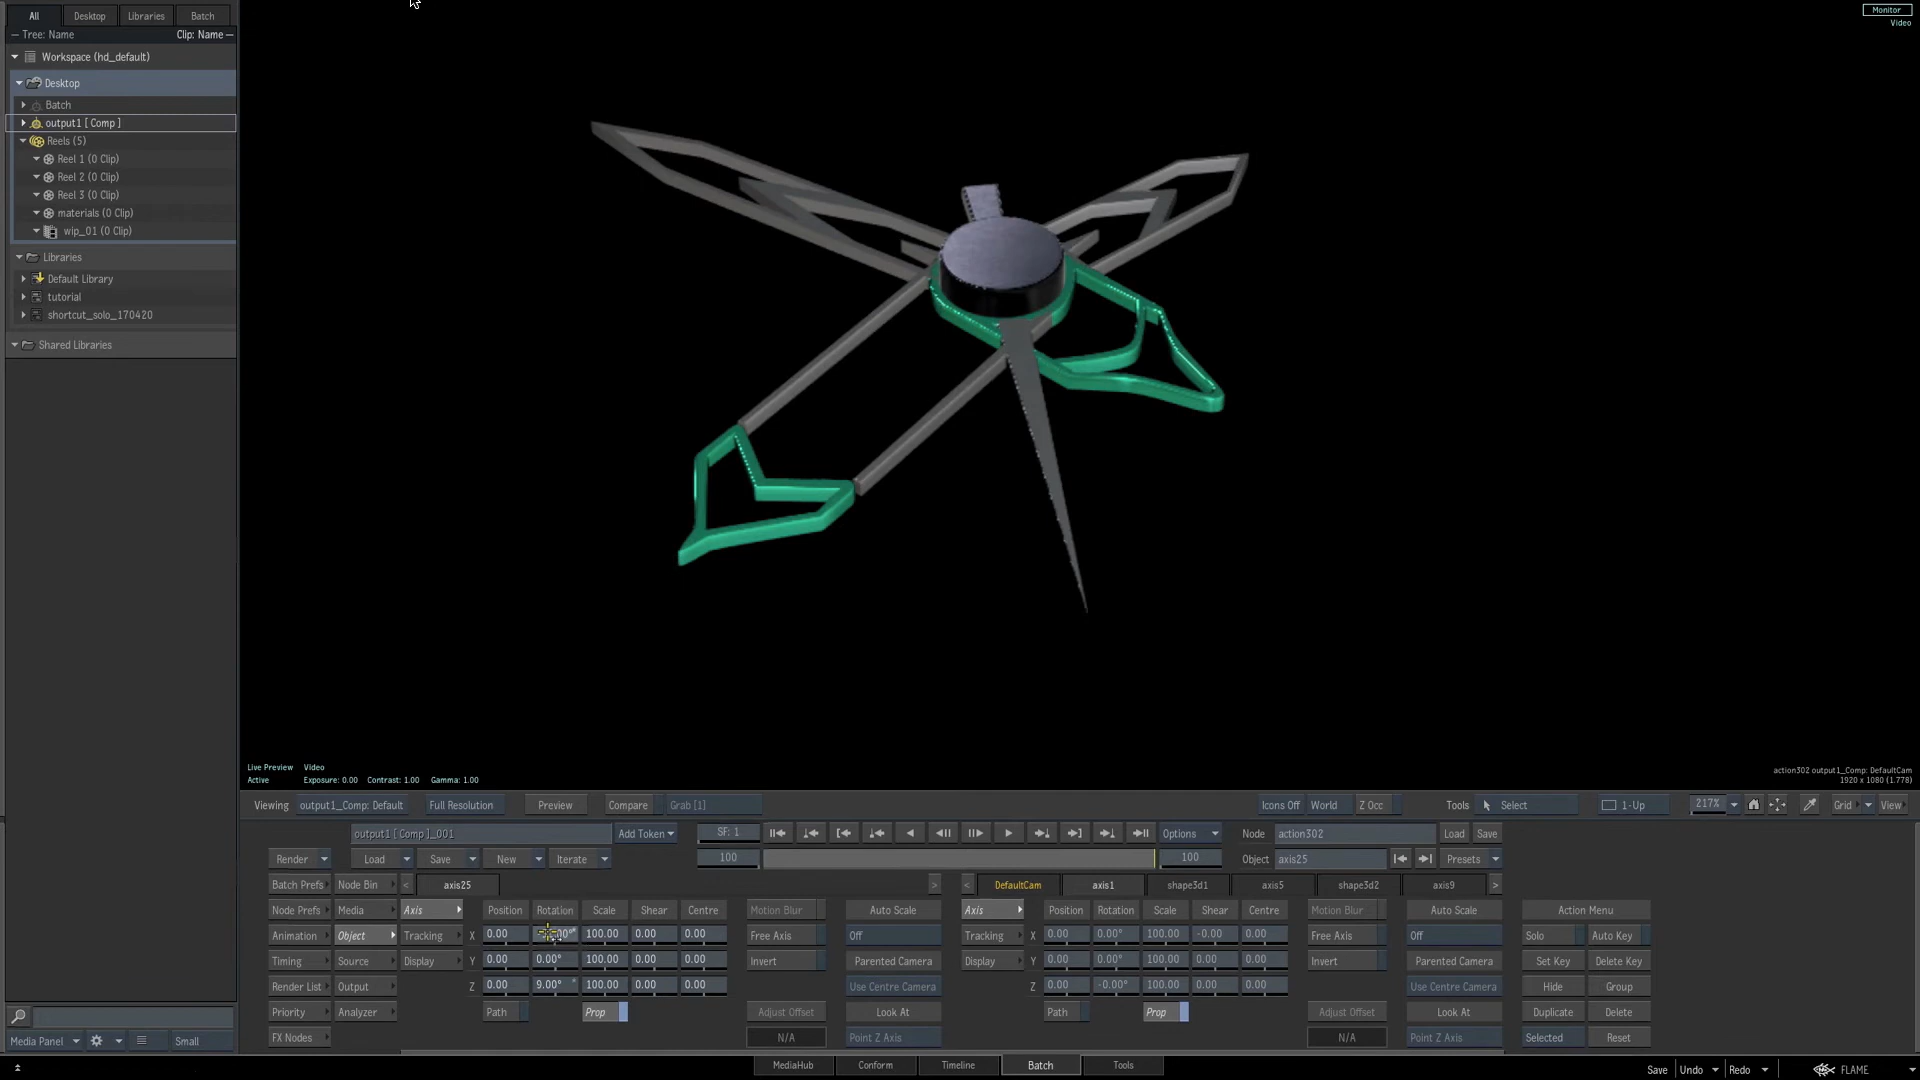 All Desktop Libraries Batch
Tree: Name Clip: Name
Workspace (hd_default)
Desktop
Batch
output1 [ Comp ]
Reels (5)
Reel 1 (0 Clip)
Reel 2 (0 Clip)
Reel 3 (0 Clip)
materials (0 Clip)
wip_01 (0 Clip)
Libraries
Default Library
tutorial
shortcut_solo_170420
Shared Libraries
Monitor
Video
Live Preview Video
Active Exposure: 0.00 Contrast: 1.00 Gamma: 1.00
action302 output1_Comp: DefaultCam
1920 x 1080 (1.778)
Viewing output1_Comp: Default Full Resolution Preview Compare Grab [1] Icons Off World Z Occ Tools Select 1-Up 217% Grid View
output1 [ Comp ]_001 Add Token SF: 1 Options Node action302 Load Save
Render Load Save New Iterate 100 100 Object axis25 Presets
Batch Prefs Node Bin < axis25 > < DefaultCam axis1 shape3d1 axis5 shape3d2 axis9 >
Node Prefs Media Axis Position Rotation Scale Shear Centre Motion Blur Auto Scale Axis Position Rotation Scale Shear Centre Motion Blur Auto Scale Action Menu
Animation Object Tracking X 0.00 100.00 0.00 0.00 Free Axis Off Tracking X 0.00 0.00° 100.00 -0.00 0.00 Free Axis Off Solo Auto Key
Timing Source Display Y 0.00 0.00° 100.00 0.00 0.00 Invert Parented Camera Display Y 0.00 0.00° 100.00 0.00 0.00 Invert Parented Camera Set Key Delete Key
Render List Output Z 0.00 9.00° 100.00 0.00 0.00 Use Centre Camera Z 0.00 -0.00° 100.00 0.00 0.00 Use Centre Camera Hide Group
Priority Analyzer Path Prop Adjust Offset Look At Path Prop Adjust Offset Look At Duplicate Delete
FX Nodes N/A Point Z Axis N/A Point Z Axis Selected Reset
Media Panel Small
MediaHub Conform Timeline Batch Tools
Save Undo Redo FLAME